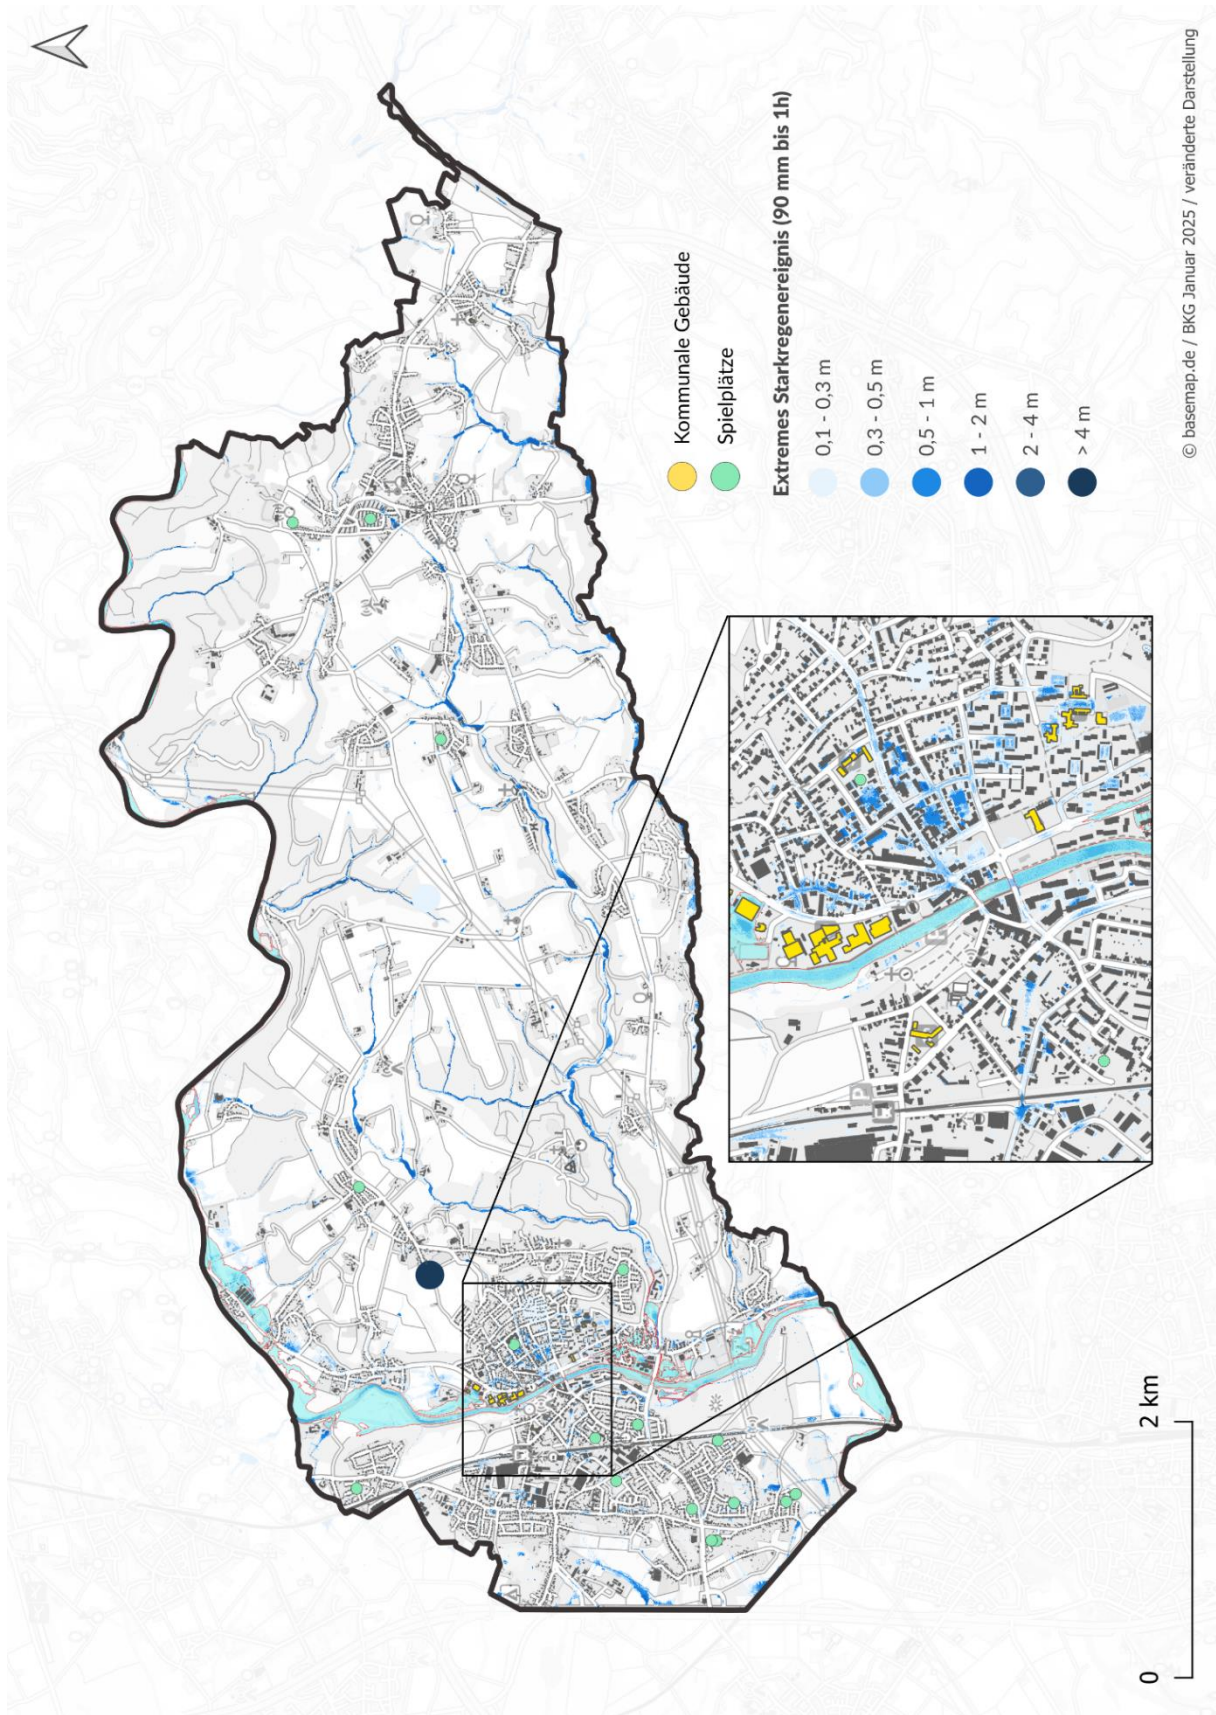 Kommunale Gebäude
Spielplätze
Extremes Starkregenereignis (90 mm bis 1h)
0,1 - 0,3 m
0,3 - 0,5 m
0,5 - 1 m
1 - 2 m
2 - 4 m
> 4 m
0
2 km
© basemap.de / BKG Januar 2025 / veränderte Darstellung